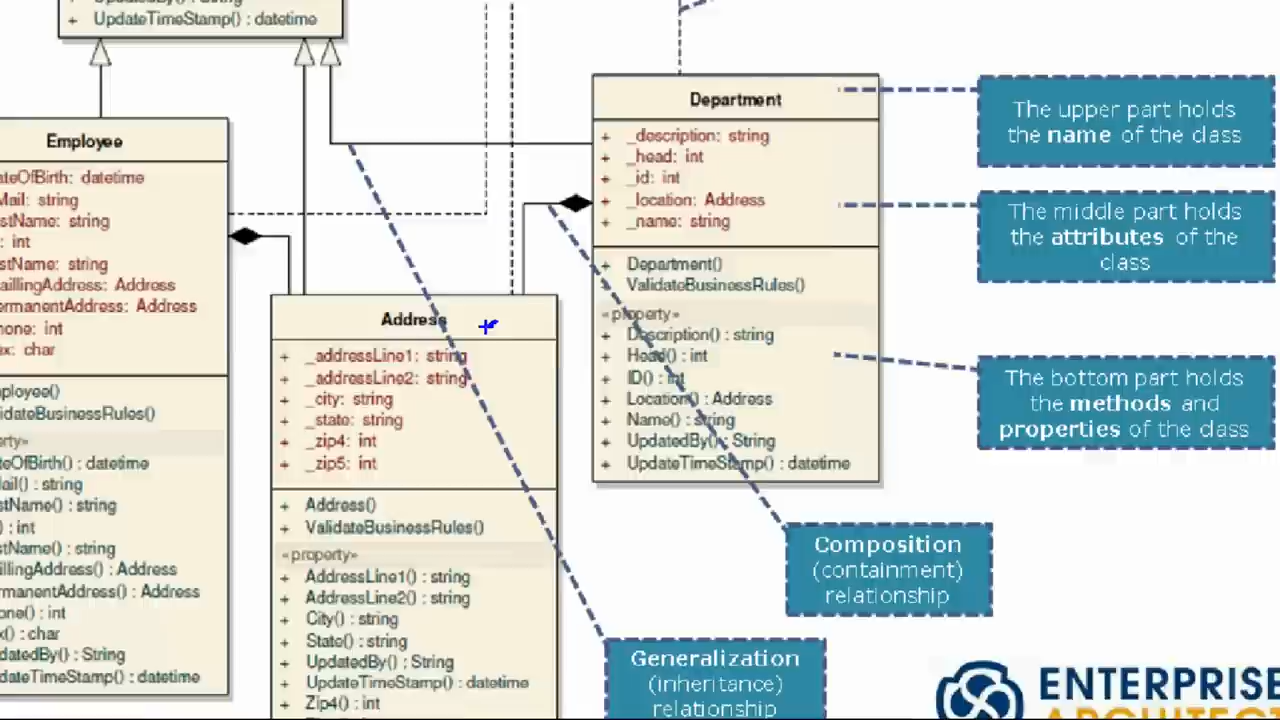 UpdatedBy() : String
+ UpdateTimeStamp() : datetime
Employee
ateOfBirth: datetime
Mail: string
stName: string
: int
stName: string
aillingAddress: Address
ermanentAddress: Address
hone: int
ex: char
mployee()
lidateBusinessRules()
erty»
teOfBirth() : datetime
ail() : string
stName() : string
) : int
stName() : string
illingAddress() : Address
rmanentAddress() : Address
one() : int
x() : char
datedBy() : String
dateTimeStamp() : datetime
Address
+ _addressLine1: string
+ _addressLine2: string
+ _city: string
+ _state: string
+ _zip4: int
+ _zip5: int
+ Address()
+ ValidateBusinessRules()
«property»
+ AddressLine1() : string
+ AddressLine2() : string
+ City() : string
+ State() : string
+ UpdatedBy() : String
+ UpdateTimeStamp() : datetime
+ Zip4() : int
Department
+ _description: string
+ _head: int
+ _id: int
+ _location: Address
+ _name: string
+ Department()
+ ValidateBusinessRules()
«property»
+ Description() : string
+ Head() : int
+ ID() : int
+ Location() : Address
+ Name() : string
+ UpdatedBy() : String
+ UpdateTimeStamp() : datetime
The upper part holds
the name of the class
The middle part holds
the attributes of the
class
The bottom part holds
the methods and
properties of the class
Composition
(containment)
relationship
Generalization
(inheritance)
relationship
ENTERPRISE
ARCHITECT